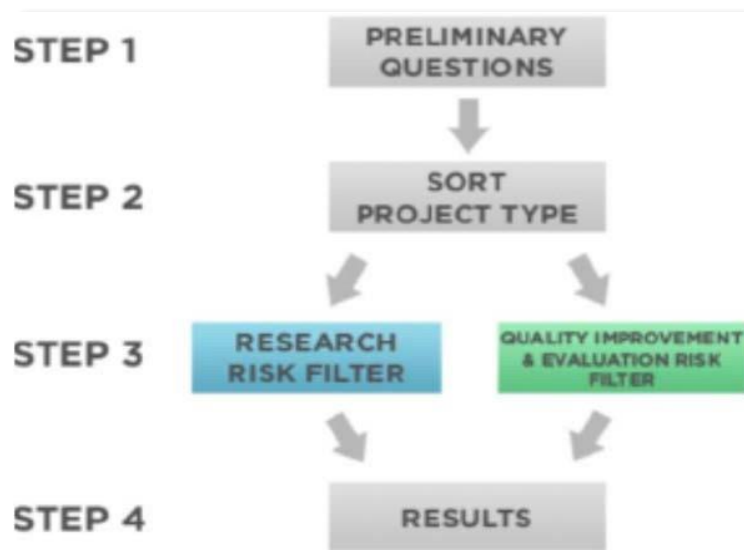 STEP 1
PRELIMINARY
QUESTIONS
STEP 2
SORT
PROJECT TYPE
STEP 3
RESEARCH
RISK FILTER
QUALITY IMPROVEMENT
& EVALUATION RISK
FILTER
STEP 4
RESULTS